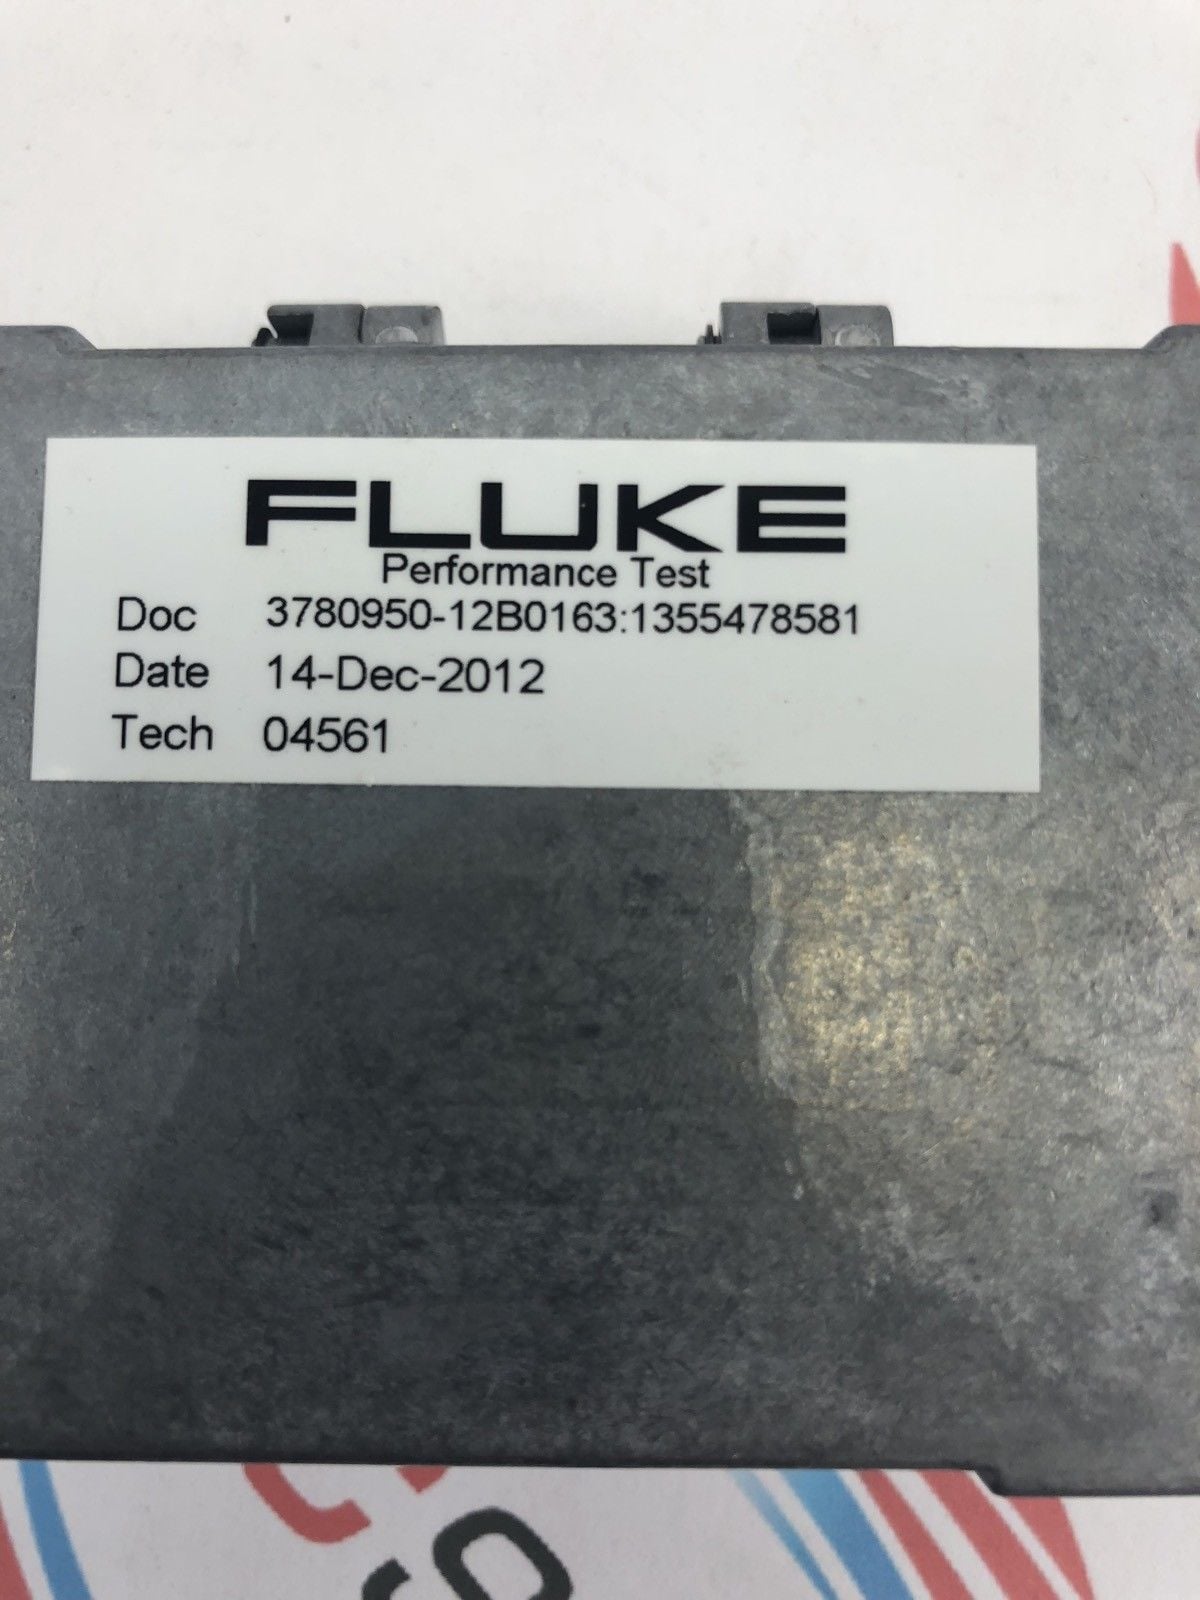 FLUKE
Performance Test
Doc 3780950-12B0163:1355478581
Date 14-Dec-2012
Tech 04561